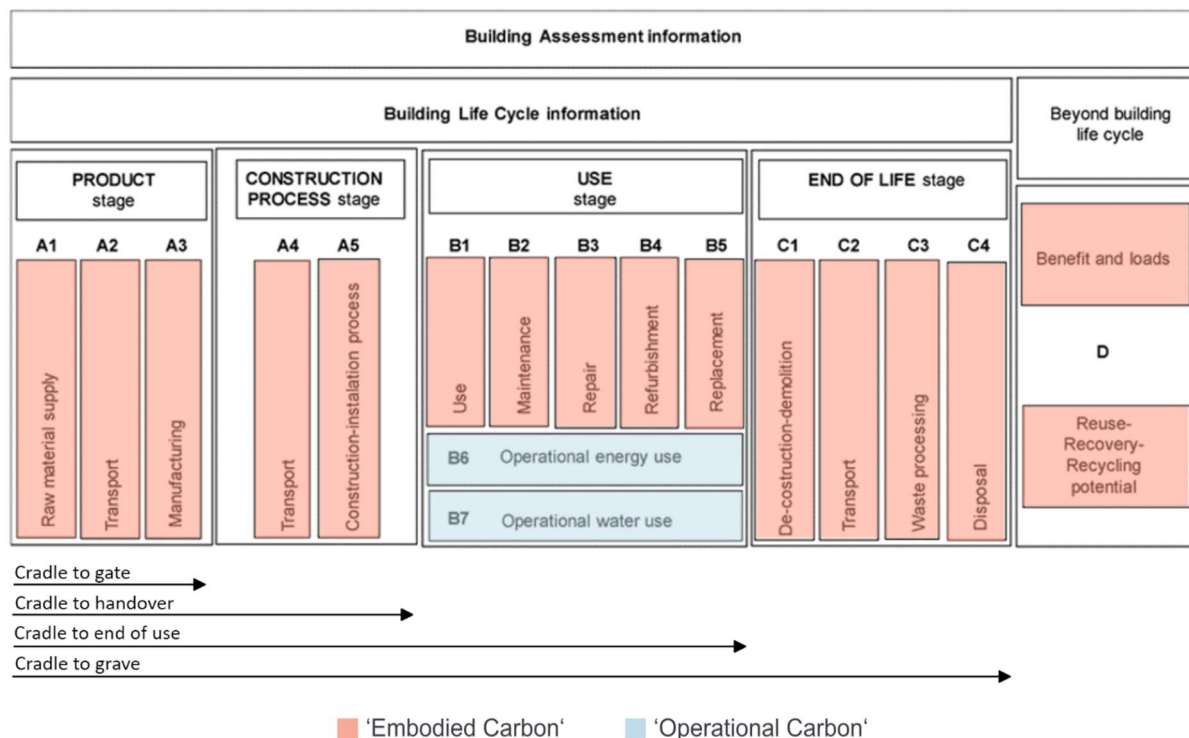 Building Assessment information
Building Life Cycle information
Beyond building
life cycle
PRODUCT
stage
CONSTRUCTION
PROCESS stage
USE
stage
END OF LIFE stage
A1
A2
A3
A4
A5
B1
B2
B3
B4
B5
C1
C2
C3
C4
Raw material supply
Transport
Manufacturing
Transport
Construction-instalation process
Use
Maintenance
Repair
Refurbishment
Replacement
B6 Operational energy use
B7 Operational water use
De-costruction-demolition
Transport
Waste processing
Disposal
Benefit and loads
D
Reuse-
Recovery-
Recycling
potential
Cradle to gate
Cradle to handover
Cradle to end of use
Cradle to grave
‘Embodied Carbon‘
‘Operational Carbon‘